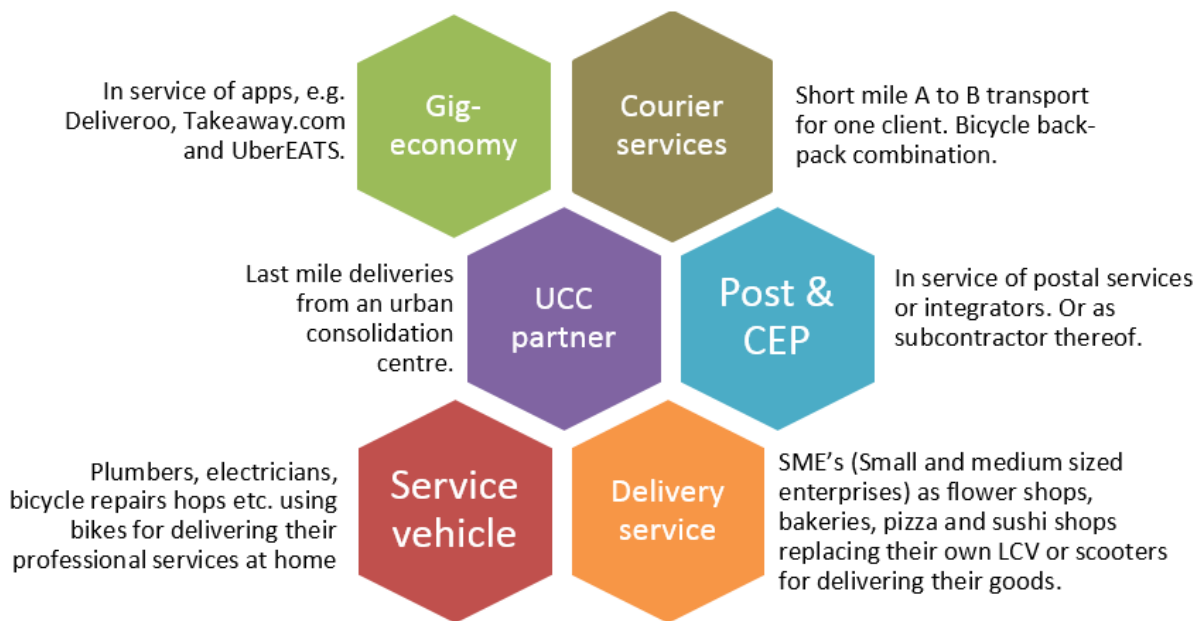 In service of apps, e.g.
Deliveroo, Takeaway.com
and UberEATS.
Gig-
economy
Courier
services
Short mile A to B transport
for one client. Bicycle back-
pack combination.
Last mile deliveries
from an urban
consolidation
centre.
UCC
partner
Post &
CEP
In service of postal services
or integrators. Or as
subcontractor thereof.
Plumbers, electricians,
bicycle repairs hops etc. using
bikes for delivering their
professional services at home
Service
vehicle
Delivery
service
SME’s (Small and medium sized
enterprises) as flower shops,
bakeries, pizza and sushi shops
replacing their own LCV or scooters
for delivering their goods.